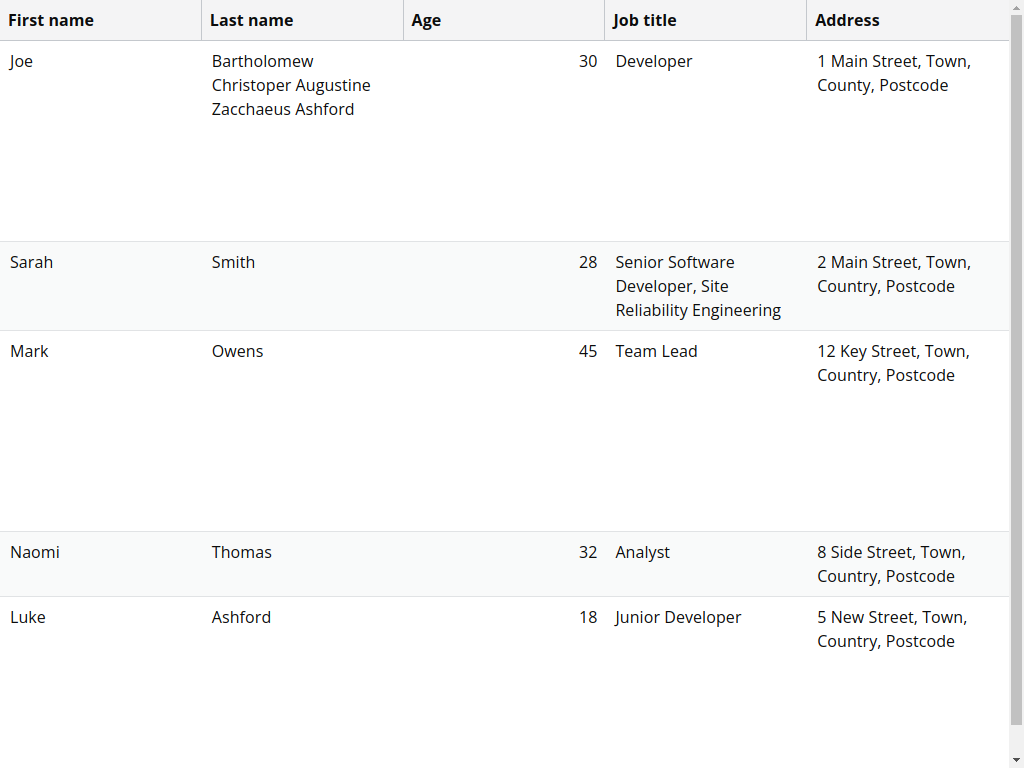 First name Last name Age Job title Address
Joe Bartholomew 30 Developer 1 Main Street, Town,
Christoper Augustine County, Postcode
Zacchaeus Ashford
Sarah Smith 28 Senior Software 2 Main Street, Town,
Developer, Site Country, Postcode
Reliability Engineering
Mark Owens 45 Team Lead 12 Key Street, Town,
Country, Postcode
Naomi Thomas 32 Analyst 8 Side Street, Town,
Country, Postcode
Luke Ashford 18 Junior Developer 5 New Street, Town,
Country, Postcode